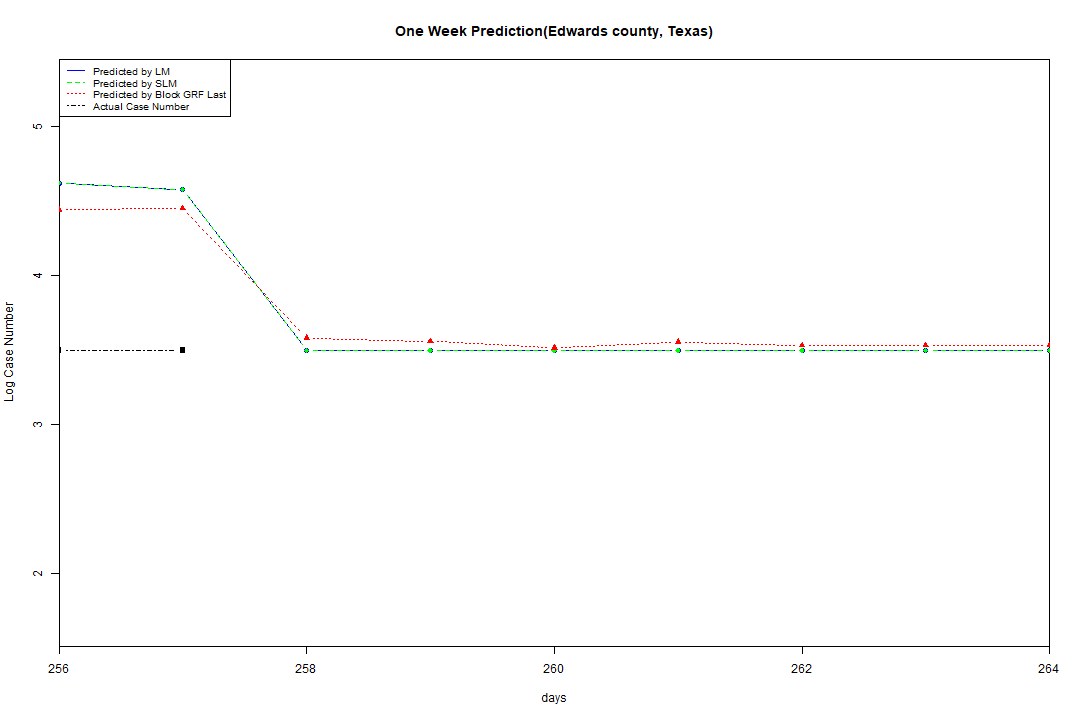 One Week Prediction(Edwards county, Texas)
Predicted by LM
Predicted by SLM
Predicted by Block GRF Last
Actual Case Number
5
4
3
2
Log Case Number
256
258
260
262
264
days